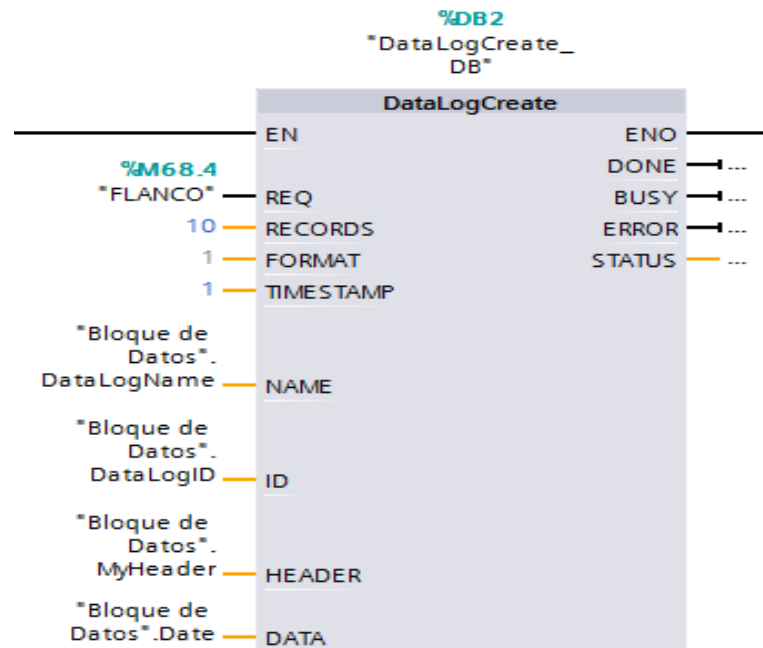 %DB2
"DataLogCreate_
DB"
DataLogCreate
EN ENO
DONE ...
%M68.4
"FLANCO" REQ BUSY ...
10 RECORDS ERROR ...
1 FORMAT STATUS ...
1 TIMESTAMP
"Bloque de
Datos".
DataLogName NAME
"Bloque de
Datos".
DataLogID ID
"Bloque de
Datos".
MyHeader HEADER
"Bloque de
Datos".Date DATA